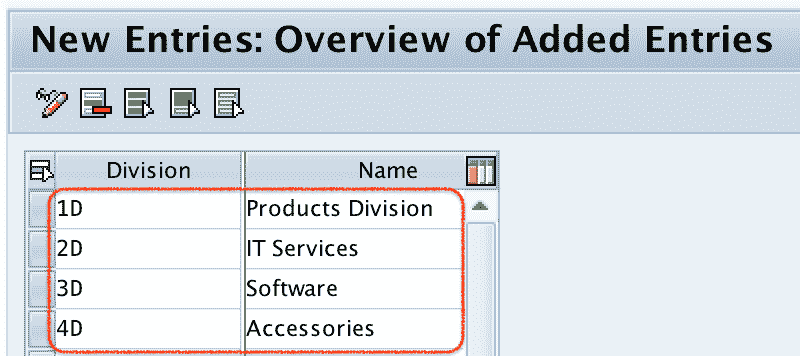 New Entries: Overview of Added Entries
Division Name
1D Products Division
2D IT Services
3D Software
4D Accessories